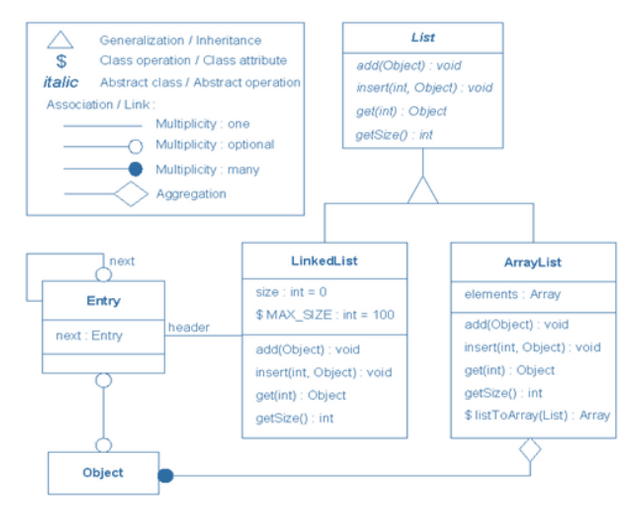 Generalization / Inheritance
$ Class operation / Class attribute
italic Abstract class / Abstract operation
Association / Link :
Multiplicity : one
Multiplicity : optional
Multiplicity : many
Aggregation
List
add(Object) : void
insert(int, Object) : void
get(int) : Object
getSize() : int
LinkedList
size : int = 0
$ MAX_SIZE : int = 100
add(Object) : void
insert(int, Object) : void
get(int) : Object
getSize() : int
ArrayList
elements : Array
add(Object) : void
insert(int, Object) : void
get(int) : Object
getSize() : int
$ listToArray(List) : Array
next
Entry
next : Entry
header
Object